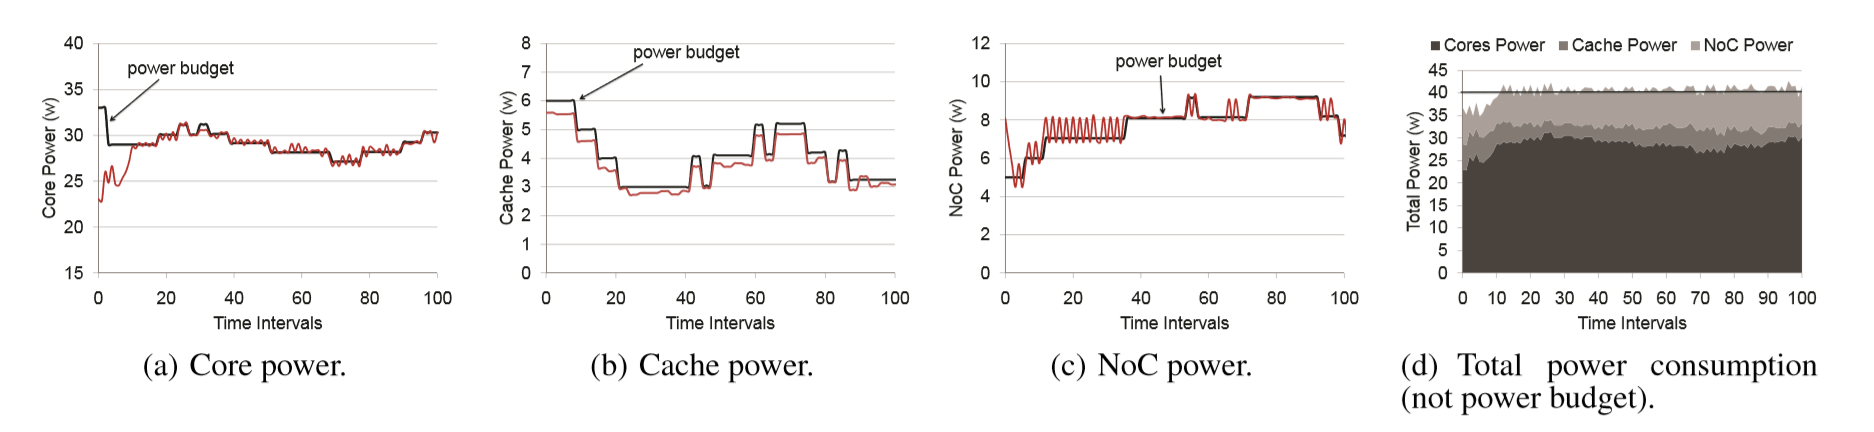 40
35
30
25
20
15
Core Power (w)
power budget
0 20 40 60 80 100
Time Intervals
(a) Core power.
8
7
6
5
4
3
2
1
0
Cache Power (w)
power budget
0 20 40 60 80 100
Time Intervals
(b) Cache power.
12
10
8
6
4
2
0
NoC Power (w)
power budget
0 20 40 60 80 100
Time Intervals
(c) NoC power.
Cores Power Cache Power NoC Power
45
40
35
30
25
20
15
10
5
0
Total Power (w)
0 10 20 30 40 50 60 70 80 90 100
Time Intervals
(d) Total power consumption
(not power budget).